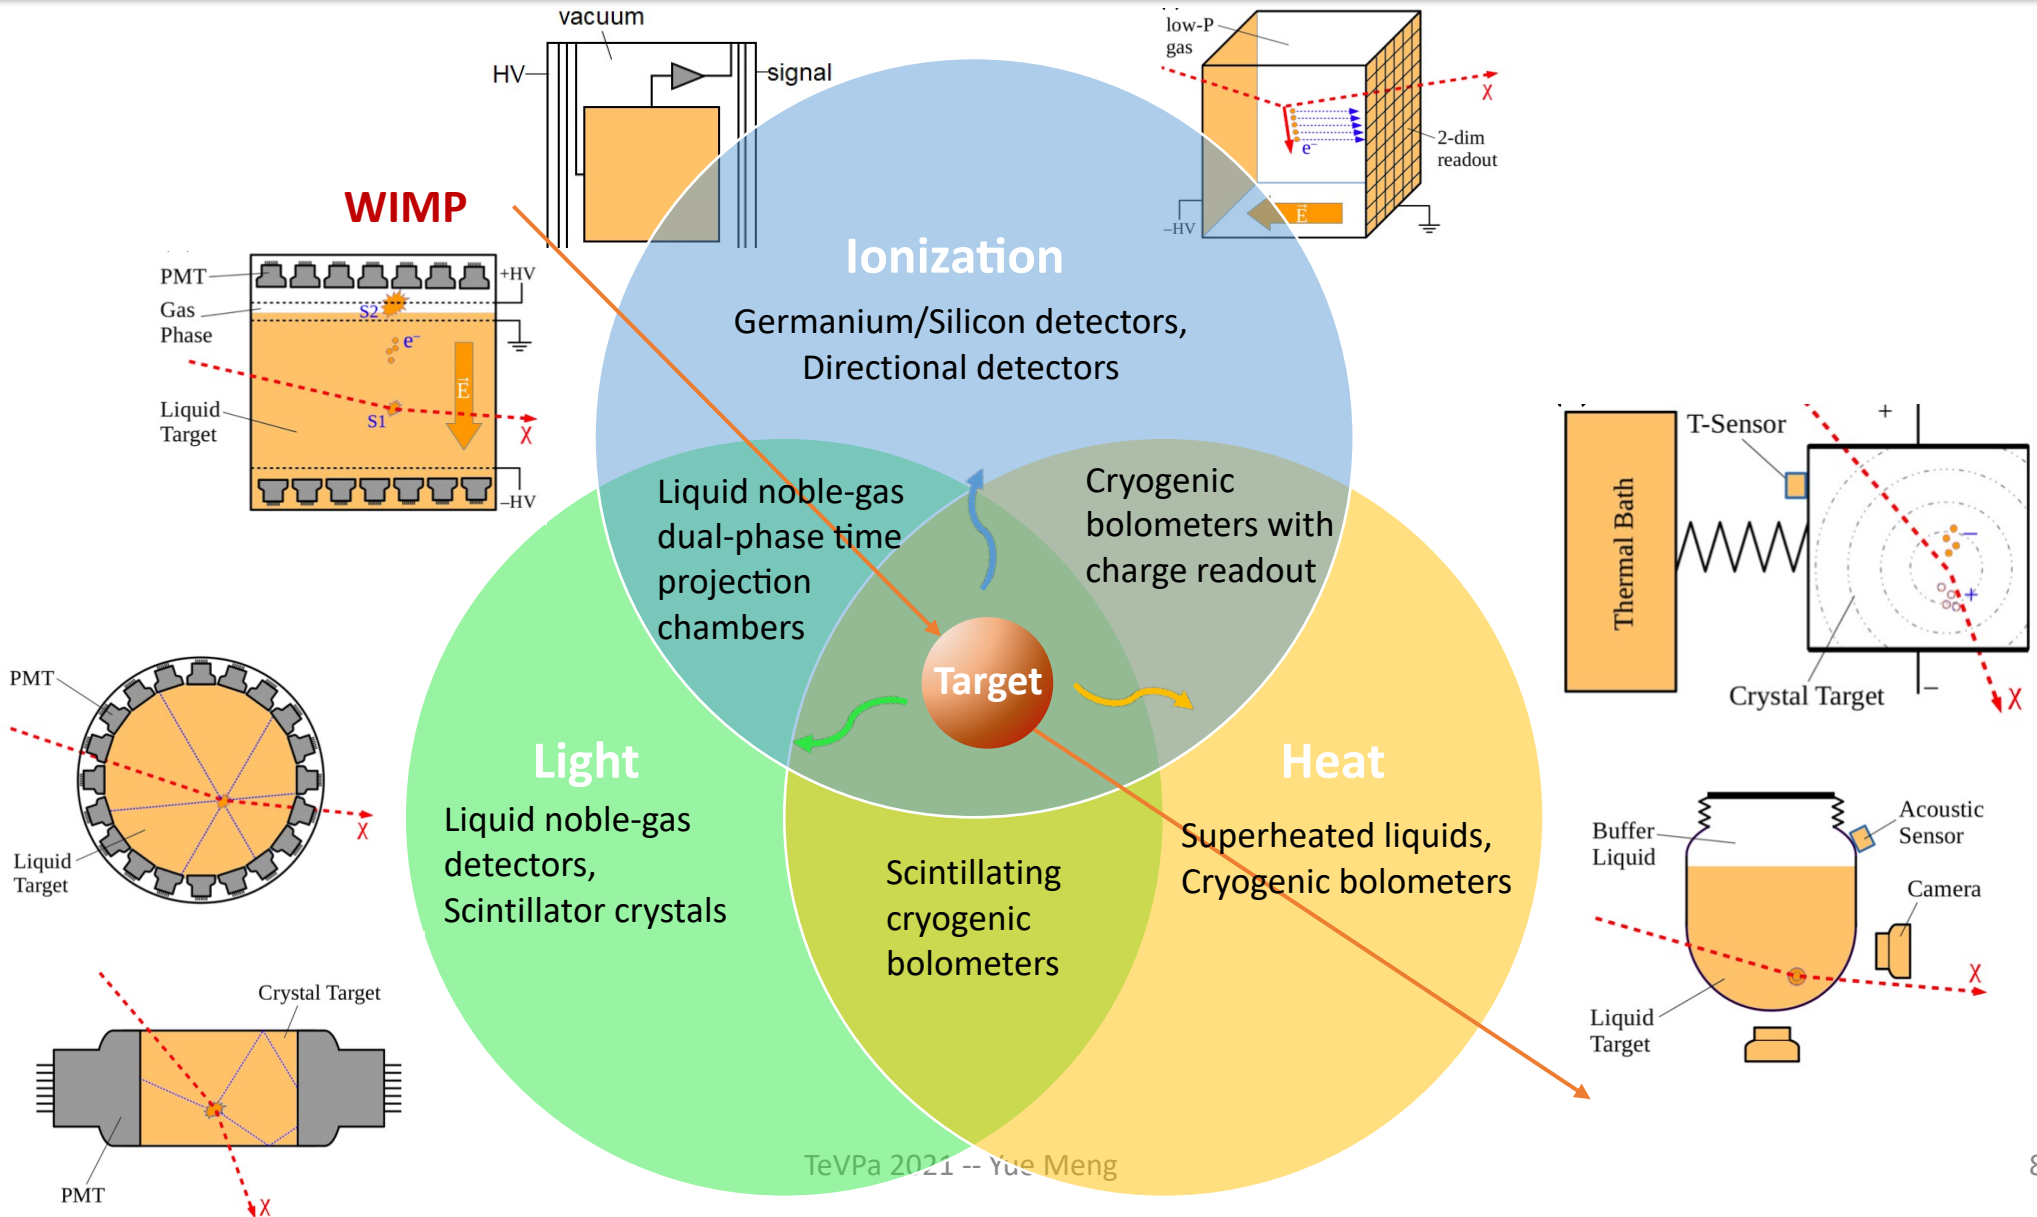 vacuum
HV
signal
low-P
gas
χ
e⁻
2-dim
readout
–HV
E⃗
WIMP
PMT
+HV
Gas
Phase
S2
e⁻
E⃗
Liquid
Target
S1
χ
–HV
Ionization
Germanium/Silicon detectors,
Directional detectors
Liquid noble-gas
dual-phase time
projection
chambers
Cryogenic
bolometers with
charge readout
Target
Light
Liquid noble-gas
detectors,
Scintillator crystals
Heat
Superheated liquids,
Cryogenic bolometers
Scintillating
cryogenic
bolometers
T-Sensor
+
Thermal Bath
–
+
Crystal Target
–
χ
PMT
Liquid
Target
χ
Buffer
Liquid
Acoustic
Sensor
Camera
χ
Liquid
Target
Crystal Target
PMT
χ
TeVPa 2021 -- Yue Meng
8